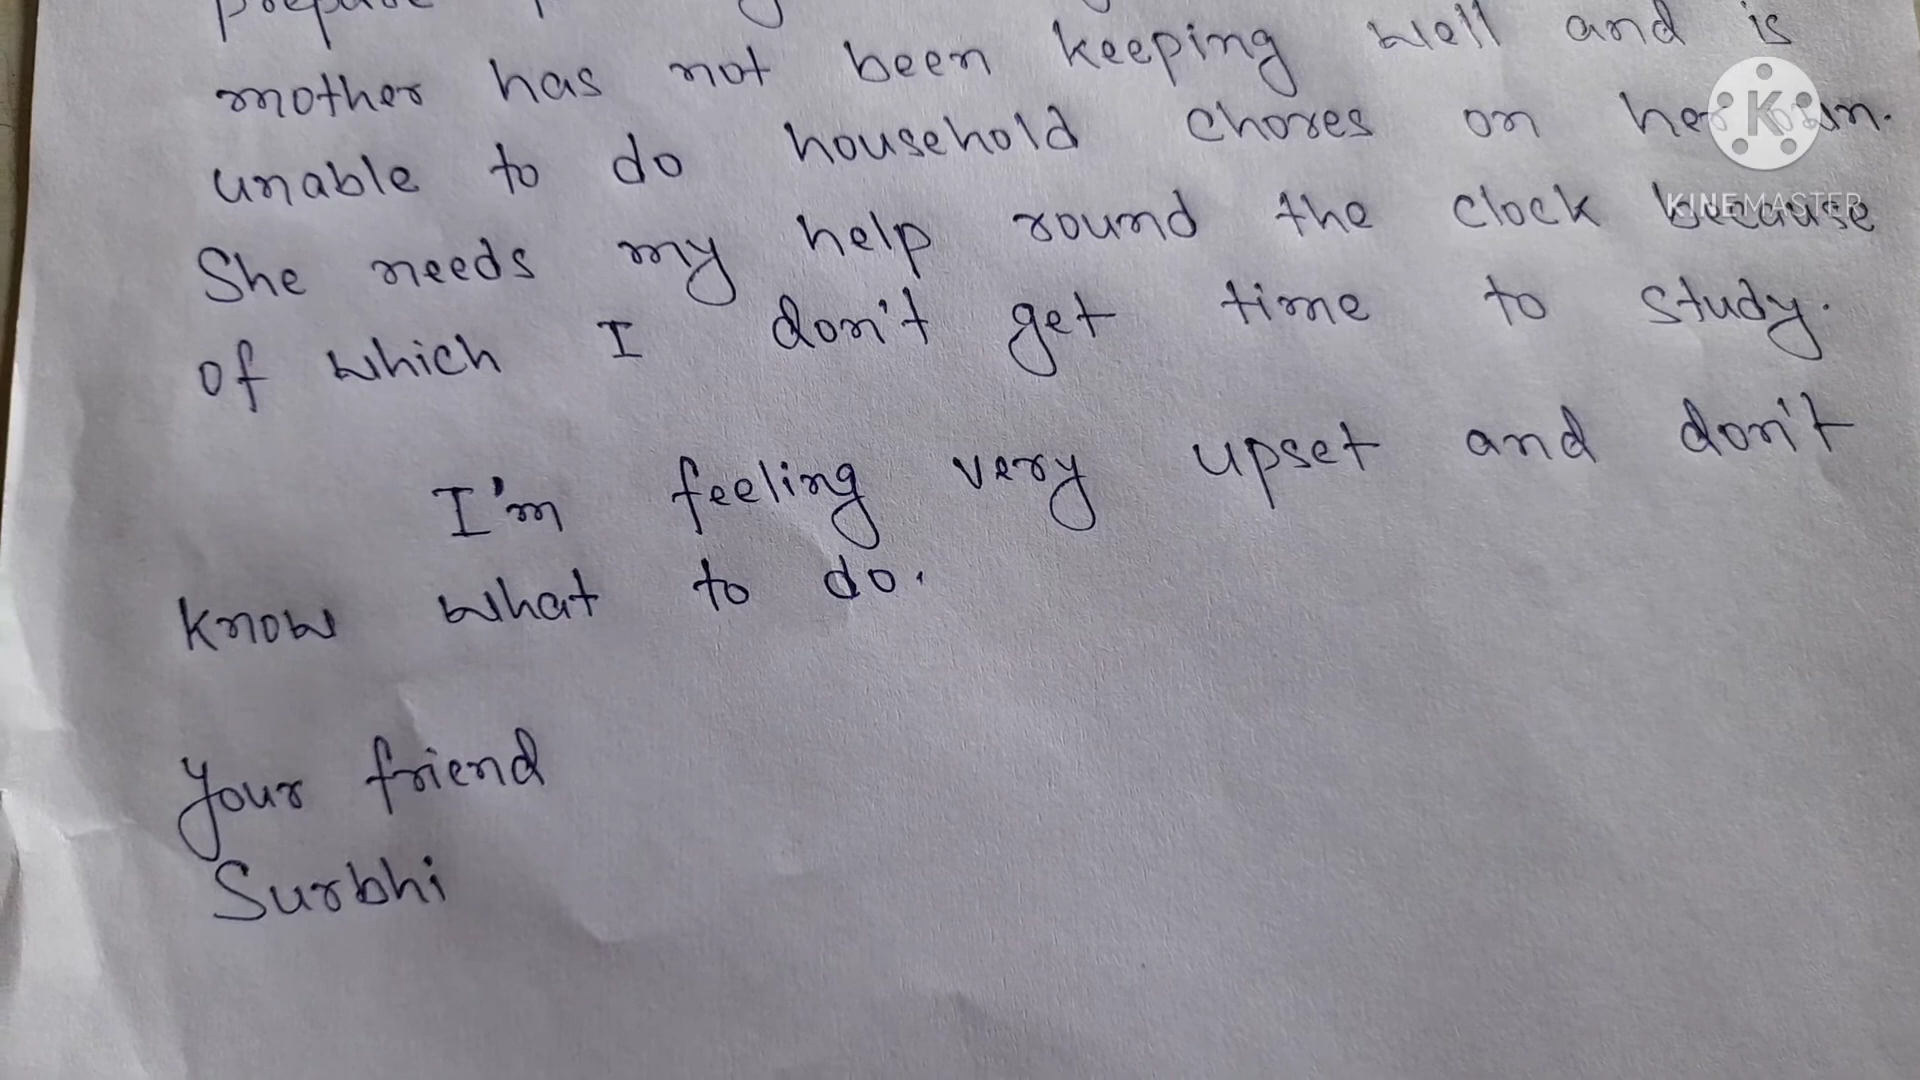 mother has not been keeping well and is
unable to do household chores on her own.
She needs my help round the clock because
of which I don't get time to study.
I'm feeling very upset and don't
know what to do.
Your friend
Surbhi
K
KINEMASTER